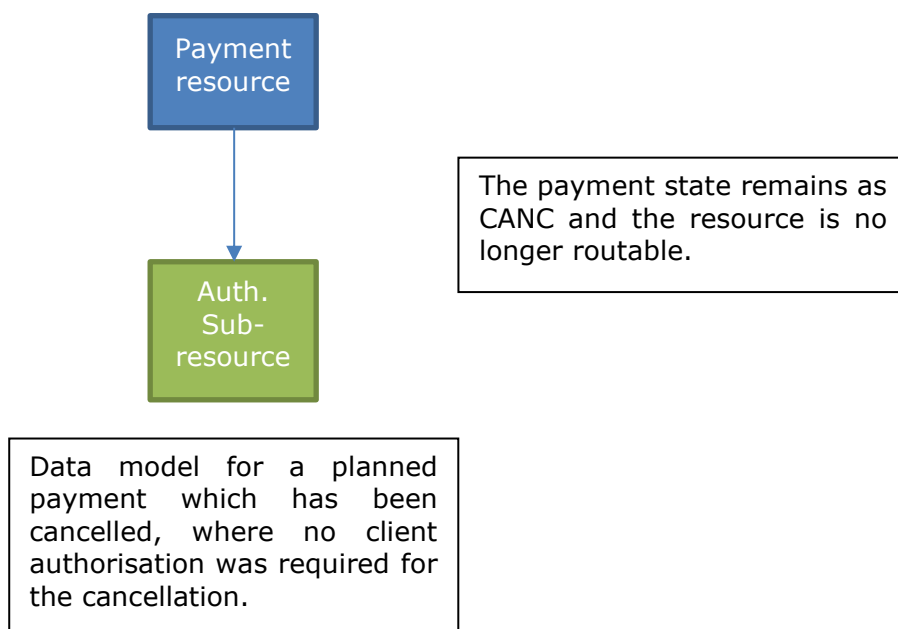 Payment
resource
The payment state remains as
CANC and the resource is no
longer routable.
Auth.
Sub-
resource
Data model for a planned
payment which has been
cancelled, where no client
authorisation was required for
the cancellation.